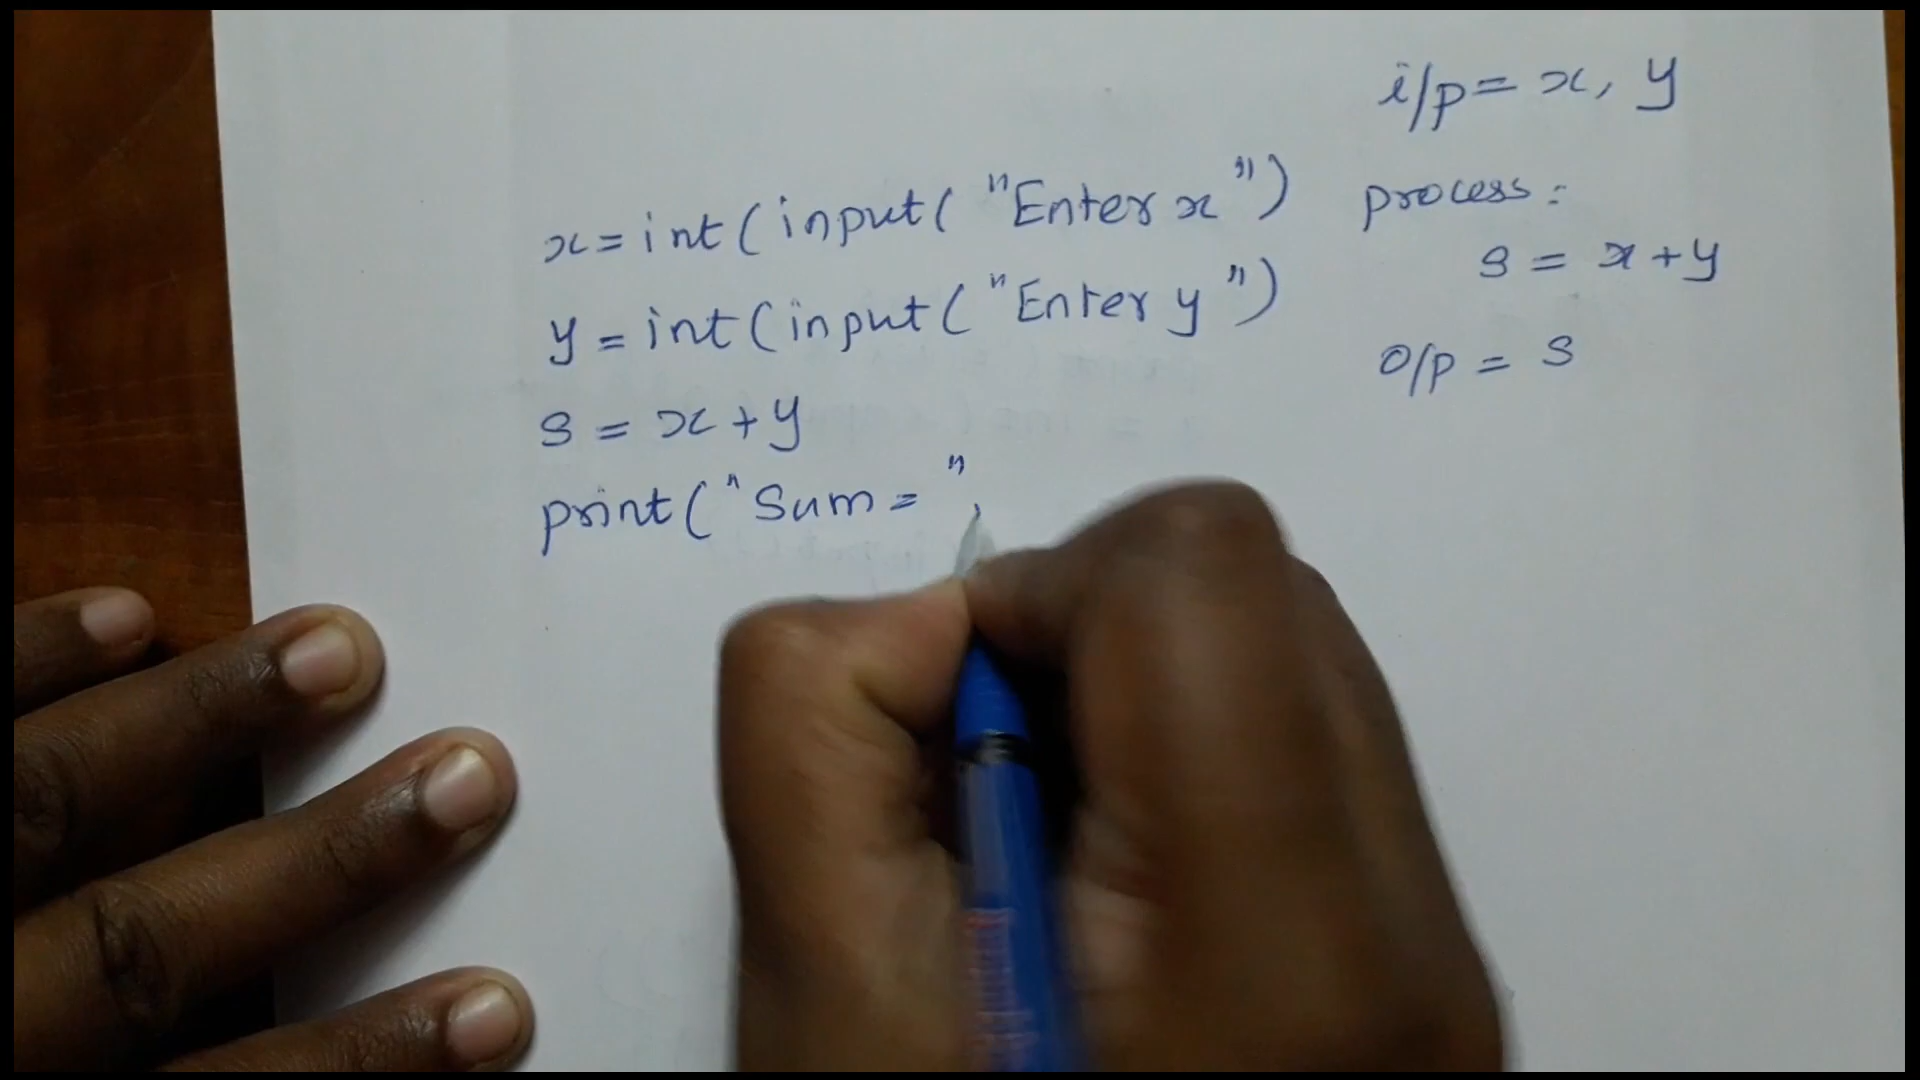 x = int ( input ( "Enter x ")
y = int ( input ( "Enter y ")
s = x + y
print ( " Sum = ",
i/p = x, y
process :
s = x + y
o/p = s